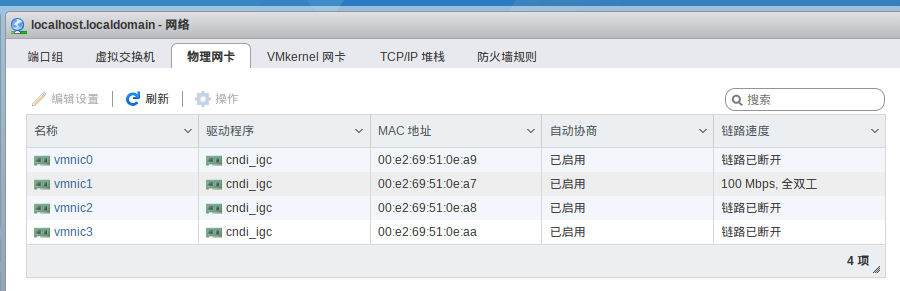 localhost.localdomain - 网络
端口组 虚拟交换机 物理网卡 VMkernel 网卡 TCP/IP 堆栈 防火墙规则
编辑设置 刷新 操作 搜索
名称 驱动程序 MAC 地址 自动协商 链路速度
vmnic0 cndi_igc 00:e2:69:51:0e:a9 已启用 链路已断开
vmnic1 cndi_igc 00:e2:69:51:0e:a7 已启用 100 Mbps, 全双工
vmnic2 cndi_igc 00:e2:69:51:0e:a8 已启用 链路已断开
vmnic3 cndi_igc 00:e2:69:51:0e:aa 已启用 链路已断开
4 项